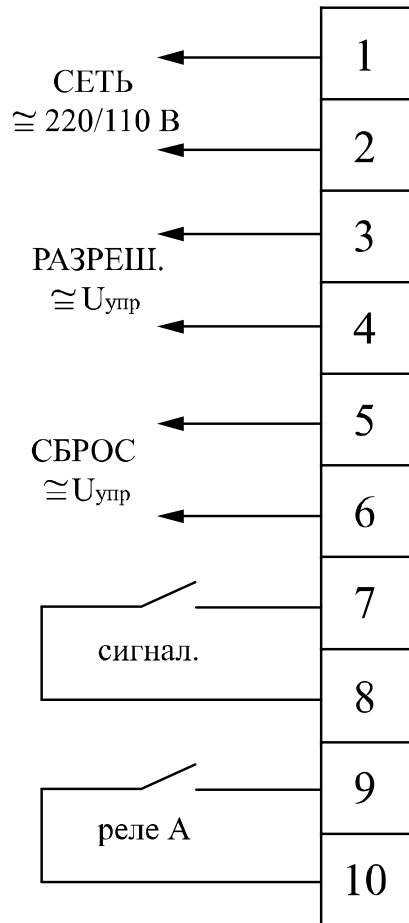 1
СЕТЬ
≅ 220/110 В
2
3
РАЗРЕШ.
≅ Uупр
4
5
СБРОС
≅Uупр
6
7
сигнал.
8
9
реле А
10